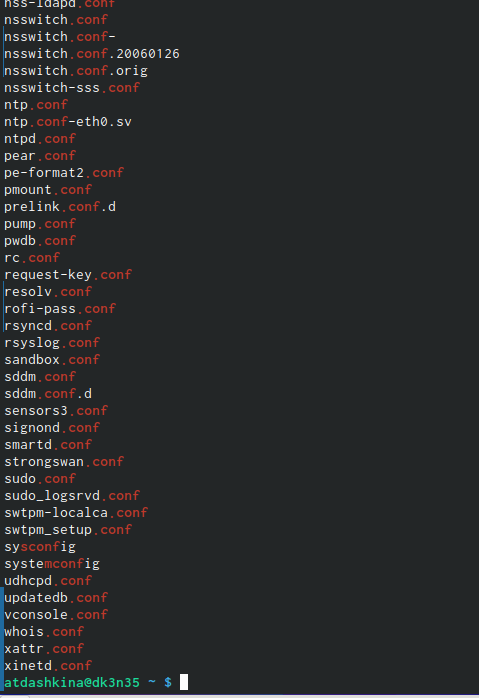 nss-ldapd.conf
nsswitch.conf
nsswitch.conf-
nsswitch.conf.20060126
nsswitch.conf.orig
nsswitch-sss.conf
ntp.conf
ntp.conf-eth0.sv
ntpd.conf
pear.conf
pe-format2.conf
pmount.conf
prelink.conf.d
pump.conf
pwdb.conf
rc.conf
request-key.conf
resolv.conf
rofi-pass.conf
rsyncd.conf
rsyslog.conf
sandbox.conf
sddm.conf
sddm.conf.d
sensors3.conf
signond.conf
smartd.conf
strongswan.conf
sudo.conf
sudo_logsrvd.conf
swtpm-localca.conf
swtpm_setup.conf
sysconfig
systemconfig
udhcpd.conf
updatedb.conf
vconsole.conf
whois.conf
xattr.conf
xinetd.conf
atdashkina@dk3n35 ~ $